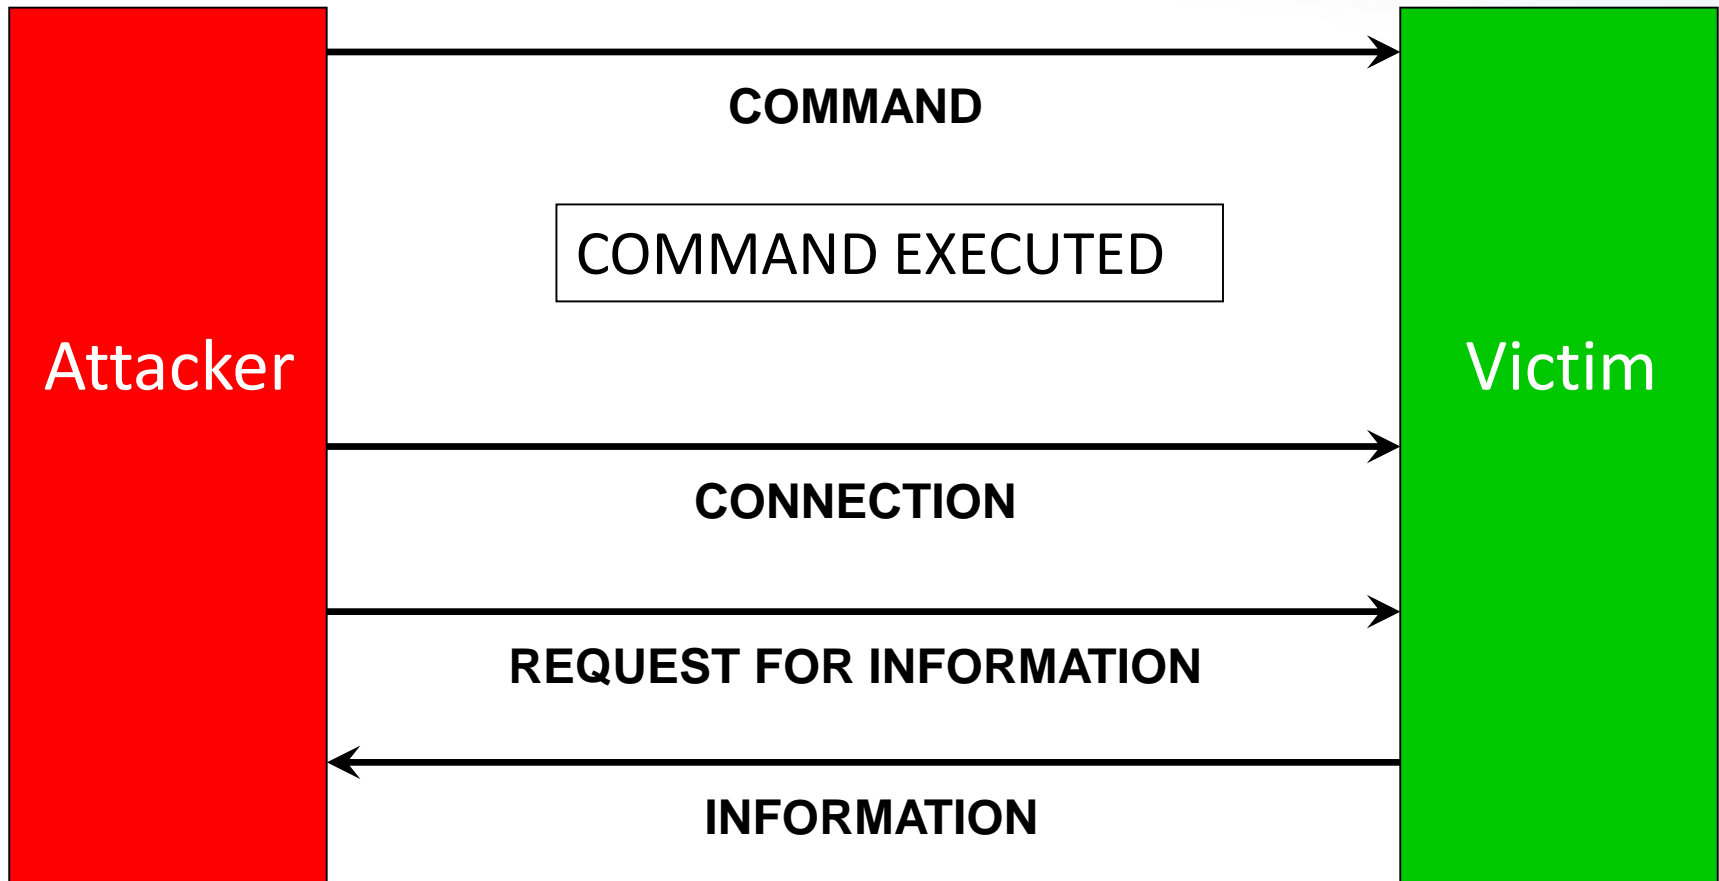 COMMAND
COMMAND EXECUTED
Attacker
Victim
CONNECTION
REQUEST FOR INFORMATION
INFORMATION